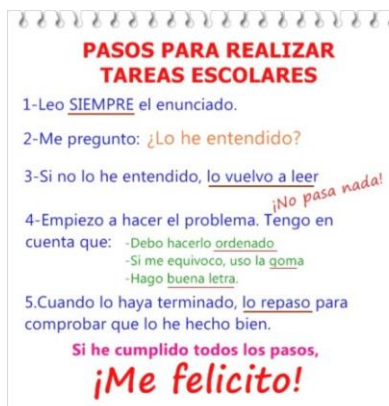 PASOS PARA REALIZAR
TAREAS ESCOLARES
1-Leo SIEMPRE el enunciado.
2-Me pregunto: ¿Lo he entendido?
3-Si no lo he entendido, lo vuelvo a leer
¡No pasa nada!
4-Empiezo a hacer el problema. Tengo en
cuenta que: -Debo hacerlo ordenado
-Si me equivoco, uso la goma
-Hago buena letra.
5.Cuando lo haya terminado, lo repaso para
comprobar que lo he hecho bien.
Si he cumplido todos los pasos,
¡Me felicito!